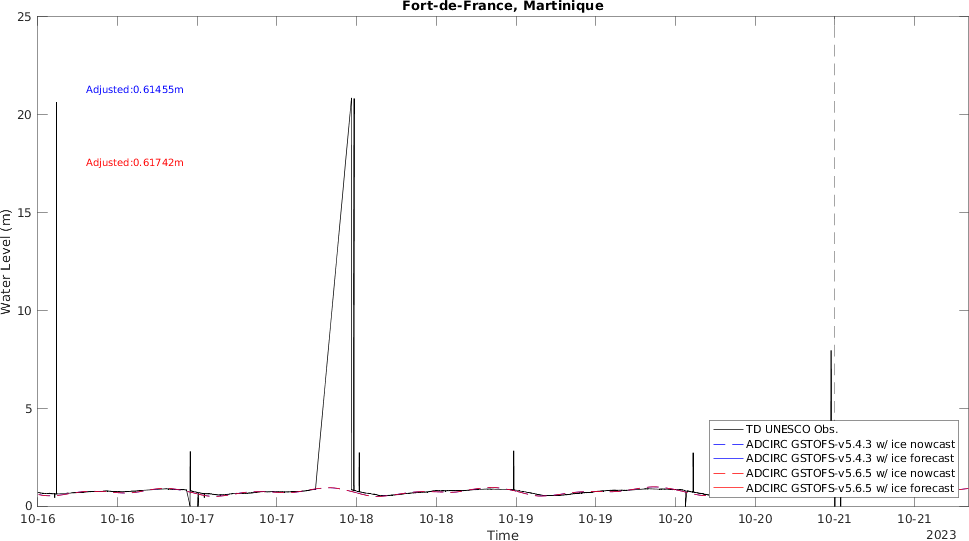 Fort-de-France, Martinique
25
20
15
10
5
0
Water Level (m)
Adjusted:0.61455m
Adjusted:0.61742m
TD UNESCO Obs.
ADCIRC GSTOFS-v5.4.3 w/ ice nowcast
ADCIRC GSTOFS-v5.4.3 w/ ice forecast
ADCIRC GSTOFS-v5.6.5 w/ ice nowcast
ADCIRC GSTOFS-v5.6.5 w/ ice forecast
10-16 10-16 10-17 10-17 10-18 10-18 10-19 10-19 10-20 10-20 10-21 10-21
Time
2023